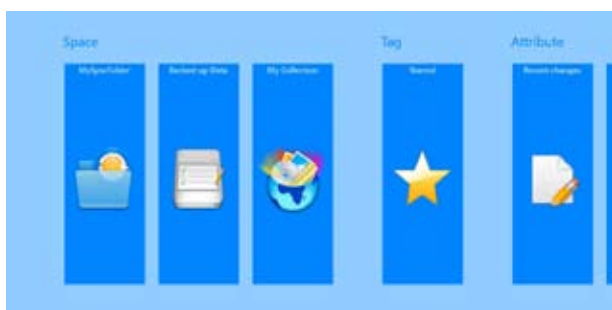 Space
Tag
Attribute
MySyncFolder
Backed up Data
My Collection
Starred
Recent changes